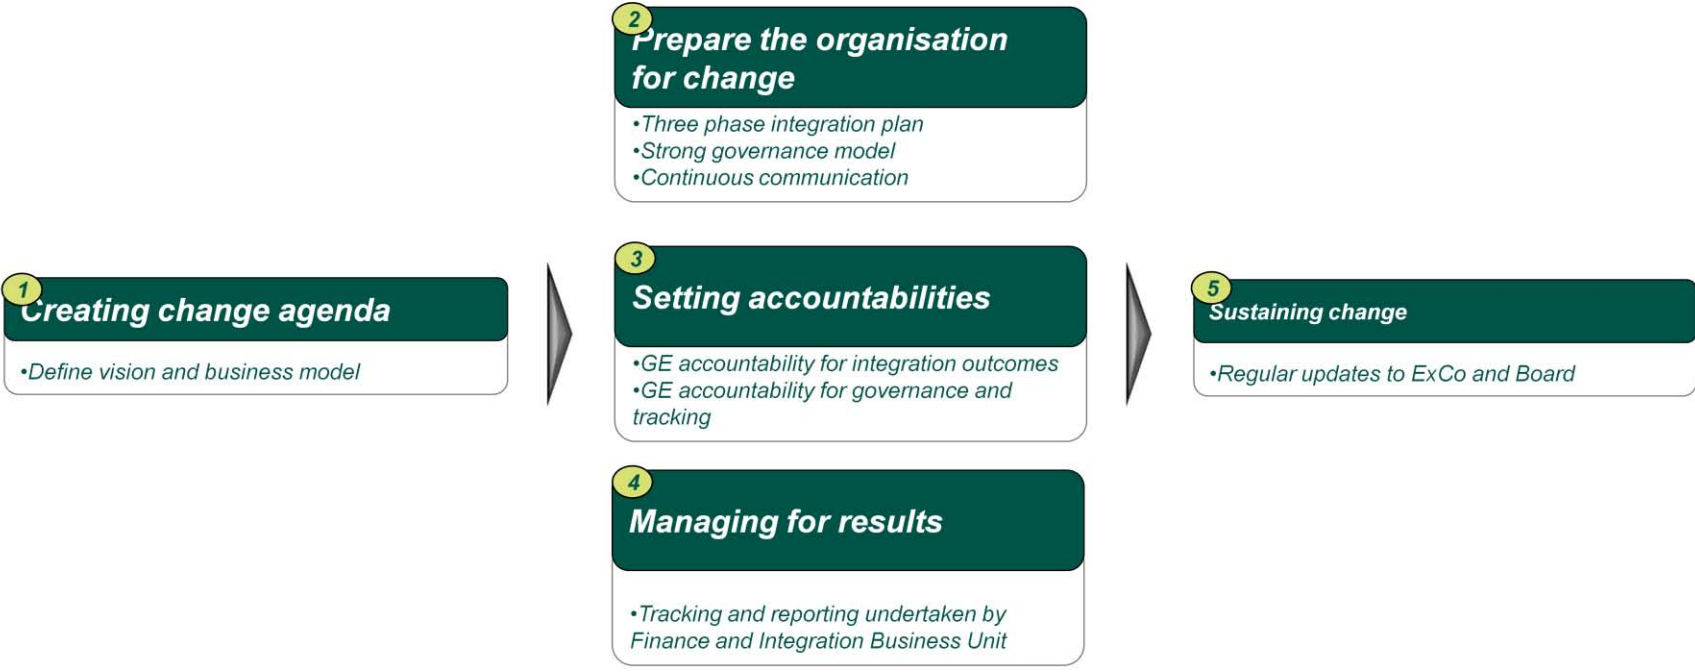 1
Creating change agenda
•Define vision and business model
2
Prepare the organisation
for change
•Three phase integration plan
•Strong governance model
•Continuous communication
3
Setting accountabilities
•GE accountability for integration outcomes
•GE accountability for governance and
tracking
4
Managing for results
•Tracking and reporting undertaken by
Finance and Integration Business Unit
5
Sustaining change
•Regular updates to ExCo and Board